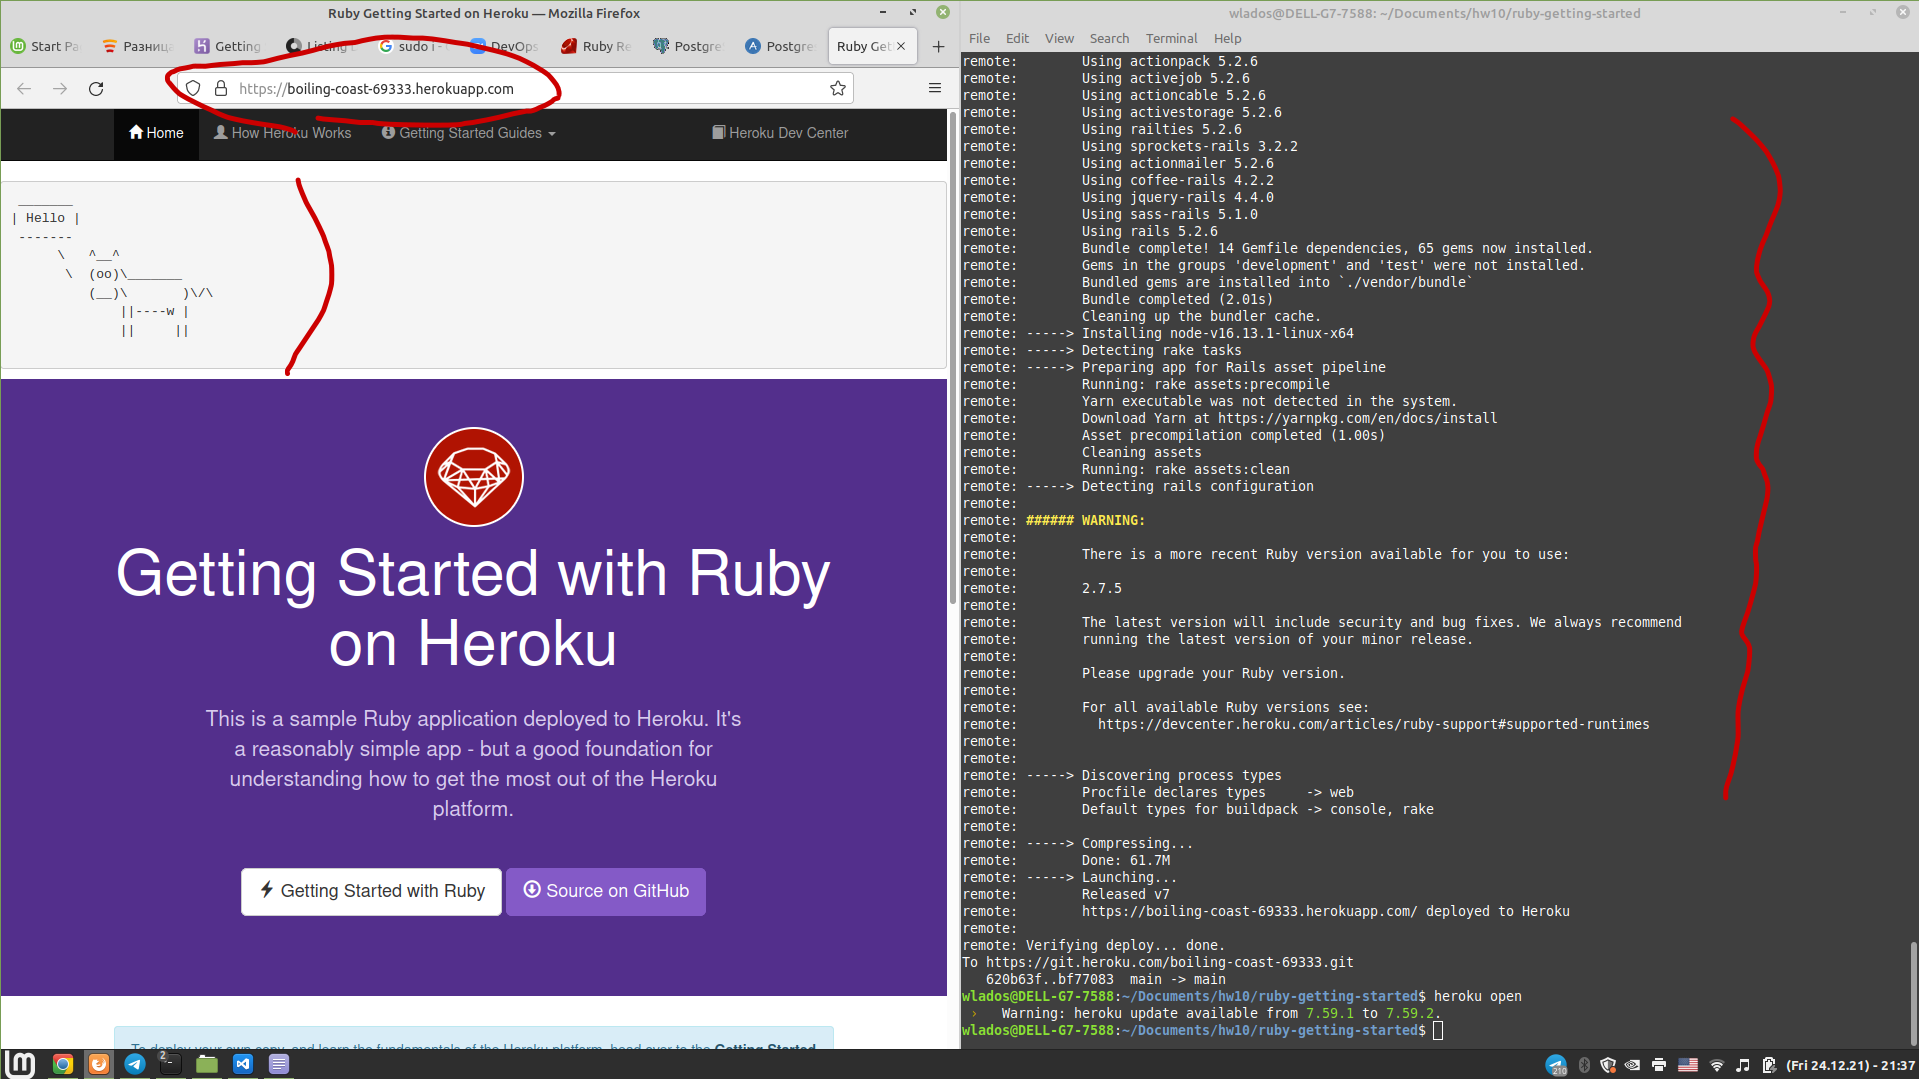 Ruby Getting Started on Heroku — Mozilla Firefox
Start Pa
Разница
Getting
Listing
sudo i -
DevOps
Ruby Re
Postgre
Postgre
Ruby Get
https://boiling-coast-69333.herokuapp.com
Home How Heroku Works Getting Started Guides Heroku Dev Center
 _______
| Hello |
 -------
      \   ^__^
       \  (oo)\_______
          (__)\       )\/\
              ||----w |
              ||     ||
Getting Started with Ruby
on Heroku
This is a sample Ruby application deployed to Heroku. It's
a reasonably simple app - but a good foundation for
understanding how to get the most out of the Heroku
platform.
Getting Started with Ruby Source on GitHub
To deploy your own copy, and learn the fundamentals of the Heroku platform, head over to the Getting Started
wlados@DELL-G7-7588: ~/Documents/hw10/ruby-getting-started
File Edit View Search Terminal Help
remote:        Using actionpack 5.2.6
remote:        Using activejob 5.2.6
remote:        Using actioncable 5.2.6
remote:        Using activestorage 5.2.6
remote:        Using railties 5.2.6
remote:        Using sprockets-rails 3.2.2
remote:        Using actionmailer 5.2.6
remote:        Using coffee-rails 4.2.2
remote:        Using jquery-rails 4.4.0
remote:        Using sass-rails 5.1.0
remote:        Using rails 5.2.6
remote:        Bundle complete! 14 Gemfile dependencies, 65 gems now installed.
remote:        Gems in the groups 'development' and 'test' were not installed.
remote:        Bundled gems are installed into `./vendor/bundle`
remote:        Bundle completed (2.01s)
remote:        Cleaning up the bundler cache.
remote: -----> Installing node-v16.13.1-linux-x64
remote: -----> Detecting rake tasks
remote: -----> Preparing app for Rails asset pipeline
remote:        Running: rake assets:precompile
remote:        Yarn executable was not detected in the system.
remote:        Download Yarn at https://yarnpkg.com/en/docs/install
remote:        Asset precompilation completed (1.00s)
remote:        Cleaning assets
remote:        Running: rake assets:clean
remote: -----> Detecting rails configuration
remote:
remote: ###### WARNING:
remote:
remote:        There is a more recent Ruby version available for you to use:
remote:
remote:        2.7.5
remote:
remote:        The latest version will include security and bug fixes. We always recommend
remote:        running the latest version of your minor release.
remote:
remote:        Please upgrade your Ruby version.
remote:
remote:        For all available Ruby versions see:
remote:          https://devcenter.heroku.com/articles/ruby-support#supported-runtimes
remote:
remote:
remote: -----> Discovering process types
remote:        Procfile declares types     -> web
remote:        Default types for buildpack -> console, rake
remote:
remote: -----> Compressing...
remote:        Done: 61.7M
remote: -----> Launching...
remote:        Released v7
remote:        https://boiling-coast-69333.herokuapp.com/ deployed to Heroku
remote:
remote: Verifying deploy... done.
To https://git.heroku.com/boiling-coast-69333.git
   620b63f..bf77083  main -> main
wlados@DELL-G7-7588:~/Documents/hw10/ruby-getting-started$ heroku open
 ›   Warning: heroku update available from 7.59.1 to 7.59.2.
wlados@DELL-G7-7588:~/Documents/hw10/ruby-getting-started$
2
210
(Fri 24.12.21) - 21:37